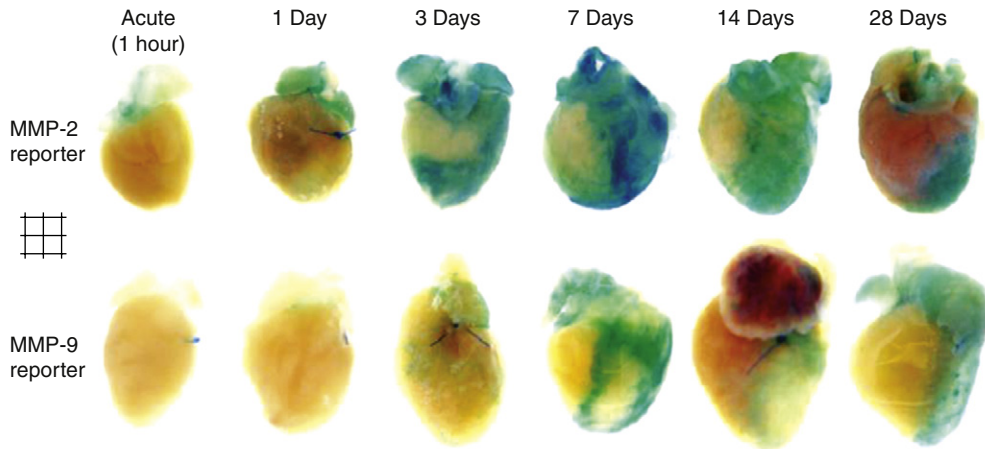 Acute 1 Day 3 Days 7 Days 14 Days 28 Days
(1 hour)
MMP-2
reporter
MMP-9
reporter